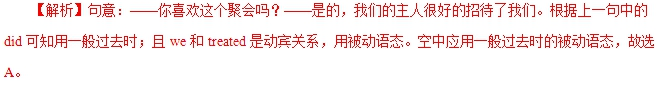 【解析】句意：——你喜欢这个聚会吗？——是的，我们的主人很好的招待了我们。根据上一句中的
did 可知用一般过去时；且 we 和 treated 是动宾关系，用被动语态。空中应用一般过去时的被动语态，故选
A。